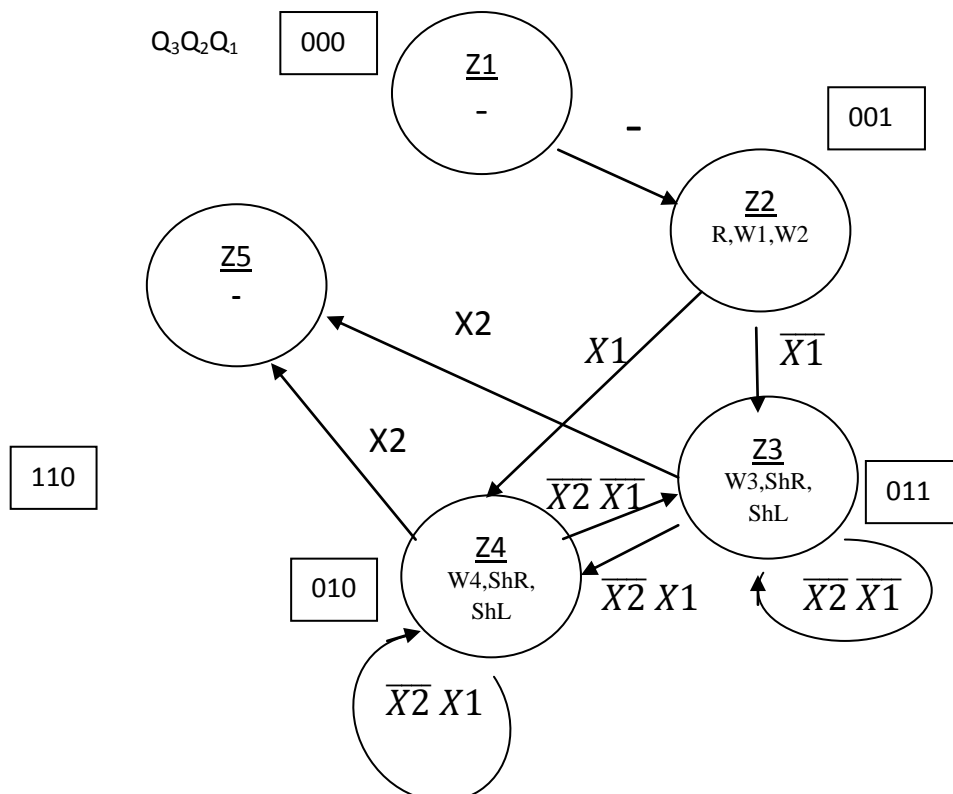 Q₃Q₂Q₁
000
Z1
-
-
001
Z2
R,W1,W2
Z5
-
X2
X1
X̅1̅
X2
110
Z3
W3,ShR,
ShL
011
X̅2̅ X̅1̅
Z4
W4,ShR,
ShL
010
X̅2̅ X1
X̅2̅ X̅1̅
X̅2̅ X1